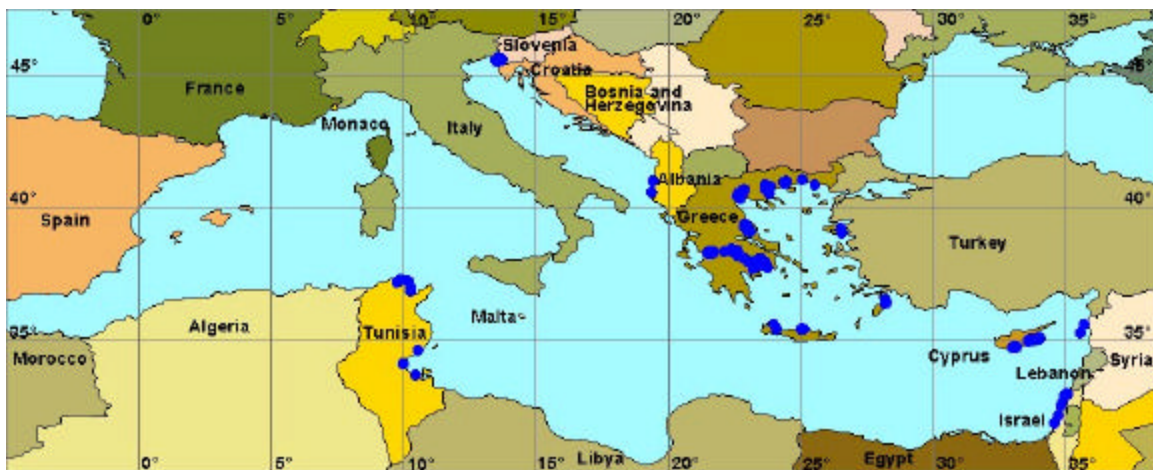 0° 5° 10° 15° 20° 25° 30° 35°
Slovenia
45° 45°
Croatia
France
Bosnia and
Herzegovina
Monaco
Italy
Albania
40° 40°
Spain
Greece
Turkey
Malta
Algeria
Tunisia
35° 35°
Morocco
Cyprus
Syria
Lebanon
Israel
0° 5° 10° 15° 20° 25° 30° 35°
Libya
Egypt